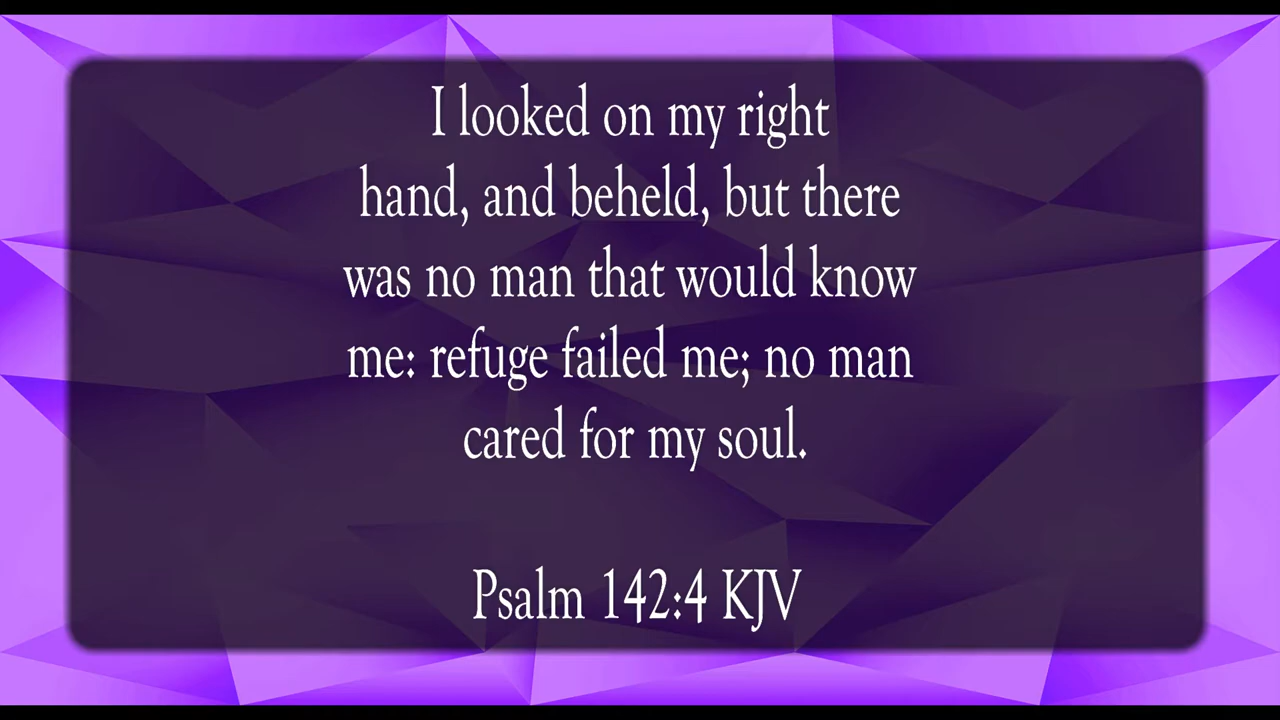 I looked on my right
hand, and beheld, but there
was no man that would know
me: refuge failed me; no man
cared for my soul.
Psalm 142:4 KJV